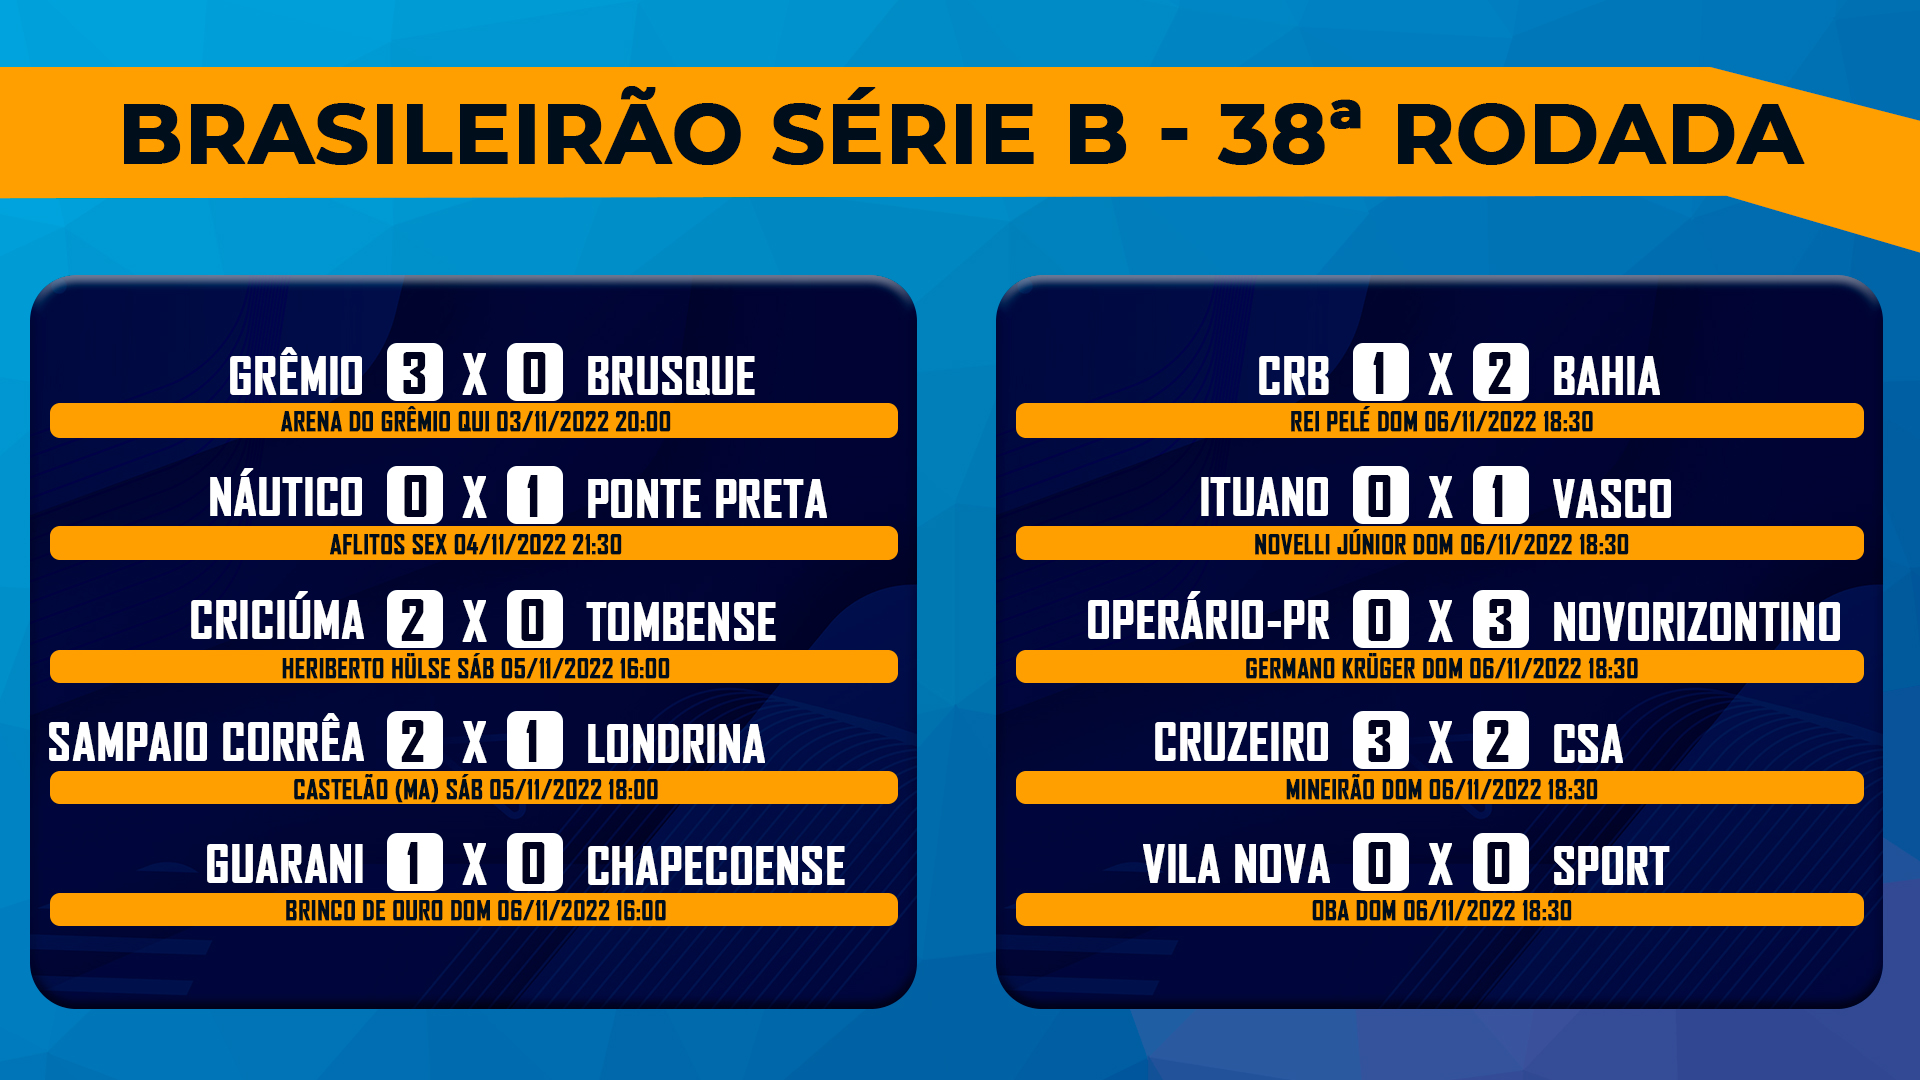 BRASILEIRÃO SÉRIE B - 38ª RODADA
GRÊMIO 3 X 0 BRUSQUE
ARENA DO GRÊMIO QUI 03/11/2022 20:00
NÁUTICO 0 X 1 PONTE PRETA
AFLITOS SEX 04/11/2022 21:30
CRICIÚMA 2 X 0 TOMBENSE
HERIBERTO HÜLSE SÁB 05/11/2022 16:00
SAMPAIO CORRÊA 2 X 1 LONDRINA
CASTELÃO (MA) SÁB 05/11/2022 18:00
GUARANI 1 X 0 CHAPECOENSE
BRINCO DE OURO DOM 06/11/2022 16:00
CRB 1 X 2 BAHIA
REI PELÉ DOM 06/11/2022 18:30
ITUANO 0 X 1 VASCO
NOVELLI JÚNIOR DOM 06/11/2022 18:30
OPERÁRIO-PR 0 X 3 NOVORIZONTINO
GERMANO KRÜGER DOM 06/11/2022 18:30
CRUZEIRO 3 X 2 CSA
MINEIRÃO DOM 06/11/2022 18:30
VILA NOVA 0 X 0 SPORT
OBA DOM 06/11/2022 18:30